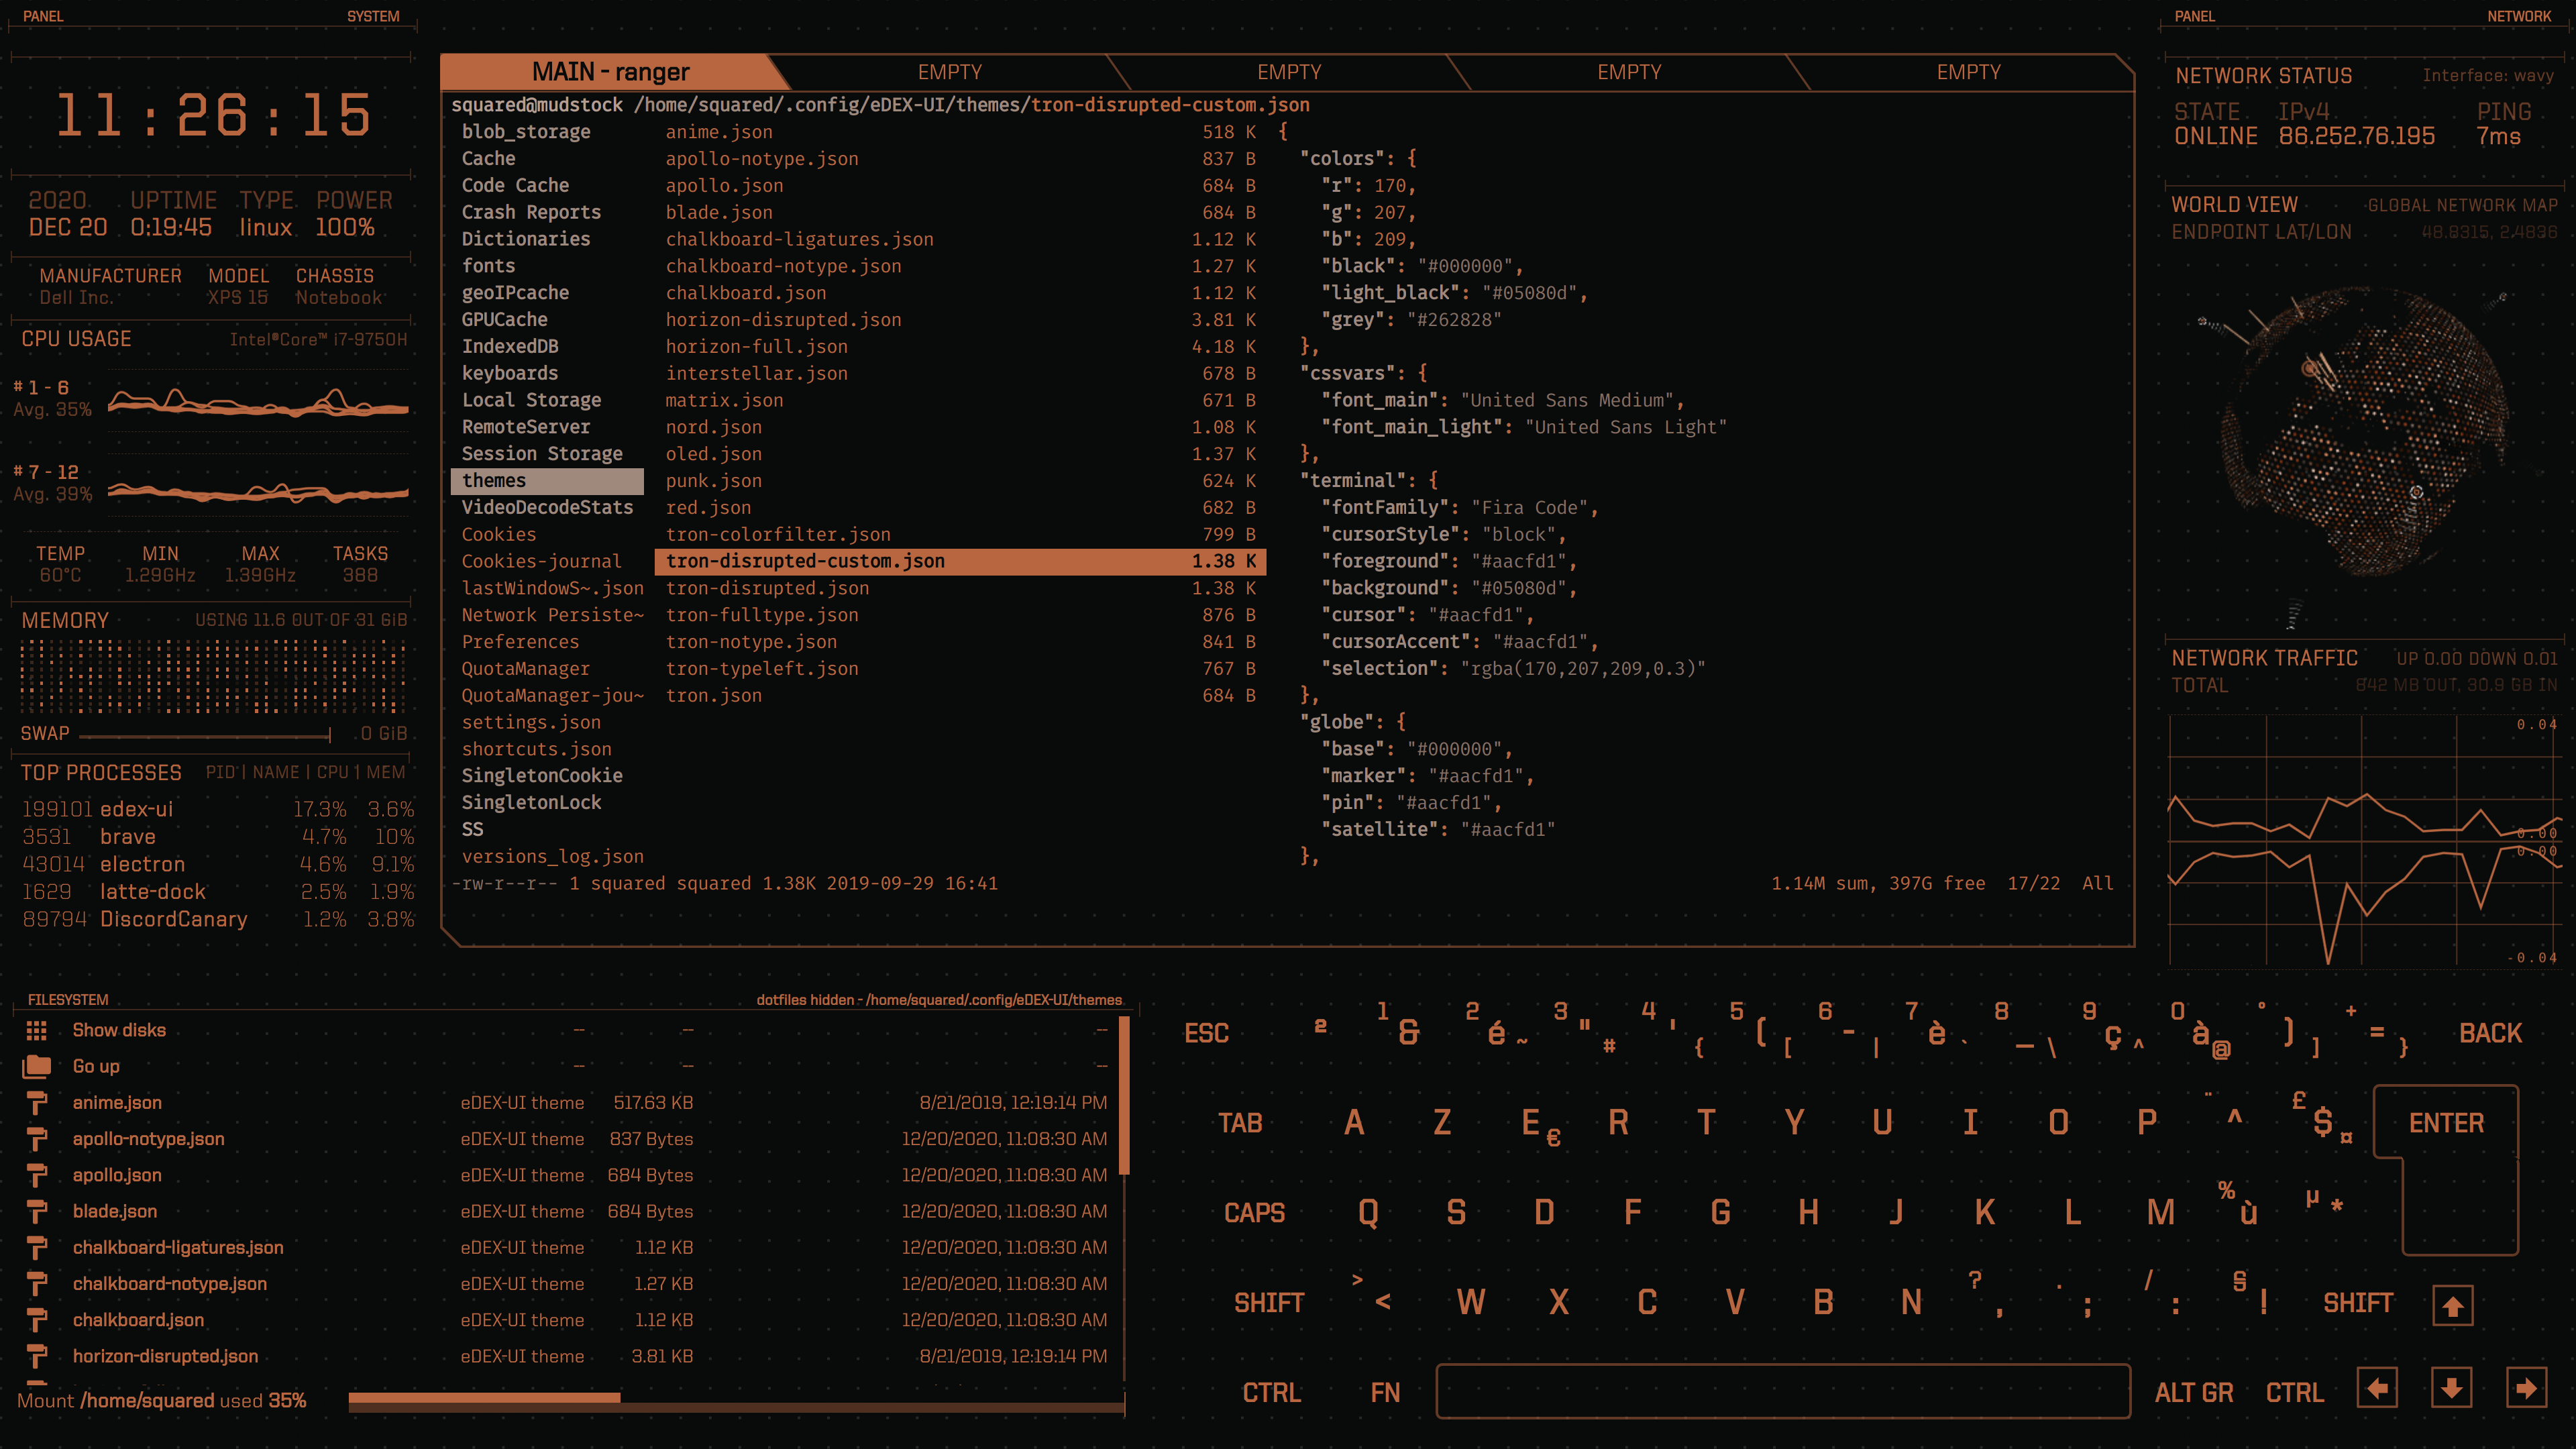 PANEL SYSTEM
11:26:15
2020 UPTIME TYPE POWER
DEC 20 0:19:45 linux 100%
MANUFACTURER MODEL CHASSIS
Dell Inc. XPS 15 Notebook
CPU USAGE Intel®Core™ i7-9750H
# 1 - 6
Avg. 35%
# 7 - 12
Avg. 39%
TEMP MIN MAX TASKS
60°C 1.29GHz 1.39GHz 388
MEMORY USING 11.6 OUT OF 31 GiB
SWAP 0 GiB
TOP PROCESSES PID | NAME | CPU | MEM
199101 edex-ui 17.3% 3.6%
3531 brave 4.7% 10%
43014 electron 4.6% 9.1%
1629 latte-dock 2.5% 1.9%
89794 DiscordCanary 1.2% 3.8%
MAIN - ranger EMPTY EMPTY EMPTY EMPTY
squared@mudstock /home/squared/.config/eDEX-UI/themes/tron-disrupted-custom.json
blob_storage anime.json 518 K {
Cache apollo-notype.json 837 B "colors": {
Code Cache apollo.json 684 B "r": 170,
Crash Reports blade.json 684 B "g": 207,
Dictionaries chalkboard-ligatures.json 1.12 K "b": 209,
fonts chalkboard-notype.json 1.27 K "black": "#000000",
geoIPcache chalkboard.json 1.12 K "light_black": "#05080d",
GPUCache horizon-disrupted.json 3.81 K "grey": "#262828"
IndexedDB horizon-full.json 4.18 K },
keyboards interstellar.json 678 B "cssvars": {
Local Storage matrix.json 671 B "font_main": "United Sans Medium",
RemoteServer nord.json 1.08 K "font_main_light": "United Sans Light"
Session Storage oled.json 1.37 K },
themes punk.json 624 K "terminal": {
VideoDecodeStats red.json 682 B "fontFamily": "Fira Code",
Cookies tron-colorfilter.json 799 B "cursorStyle": "block",
Cookies-journal tron-disrupted-custom.json 1.38 K "foreground": "#aacfd1",
lastWindowS~.json tron-disrupted.json 1.38 K "background": "#05080d",
Network Persiste~ tron-fulltype.json 876 B "cursor": "#aacfd1",
Preferences tron-notype.json 841 B "cursorAccent": "#aacfd1",
QuotaManager tron-typeleft.json 767 B "selection": "rgba(170,207,209,0.3)"
QuotaManager-jou~ tron.json 684 B },
settings.json "globe": {
shortcuts.json "base": "#000000",
SingletonCookie "marker": "#aacfd1",
SingletonLock "pin": "#aacfd1",
SS "satellite": "#aacfd1"
versions_log.json },
-rw-r--r-- 1 squared squared 1.38K 2019-09-29 16:41 1.14M sum, 397G free 17/22 All
PANEL NETWORK
NETWORK STATUS Interface: wavy
STATE IPv4 PING
ONLINE 86.252.76.195 7ms
WORLD VIEW GLOBAL NETWORK MAP
ENDPOINT LAT/LON 48.8315, 2.4836
NETWORK TRAFFIC UP 0.00 DOWN 0.01
TOTAL 842 MB OUT, 30.9 GB IN
0.04
0.00
0.00
-0.04
FILESYSTEM dotfiles hidden - /home/squared/.config/eDEX-UI/themes
Show disks -- -- --
Go up -- -- --
anime.json eDEX-UI theme 517.63 KB 8/21/2019, 12:19:14 PM
apollo-notype.json eDEX-UI theme 837 Bytes 12/20/2020, 11:08:30 AM
apollo.json eDEX-UI theme 684 Bytes 12/20/2020, 11:08:30 AM
blade.json eDEX-UI theme 684 Bytes 12/20/2020, 11:08:30 AM
chalkboard-ligatures.json eDEX-UI theme 1.12 KB 12/20/2020, 11:08:30 AM
chalkboard-notype.json eDEX-UI theme 1.27 KB 12/20/2020, 11:08:30 AM
chalkboard.json eDEX-UI theme 1.12 KB 12/20/2020, 11:08:30 AM
horizon-disrupted.json eDEX-UI theme 3.81 KB 8/21/2019, 12:19:14 PM
Mount /home/squared used 35%
ESC ² 1 & 2 é ~ 3 " # 4 ' { 5 ( [ 6 - | 7 è ` 8 _ \ 9 ç ^ 0 à @ ° ) ] + = } BACK
TAB A Z E € R T Y U I O P ¨ ^ £ $ ¤ ENTER
CAPS Q S D F G H J K L M % ù µ *
SHIFT > < W X C V B N ? , . ; / : § ! SHIFT
CTRL FN ALT GR CTRL